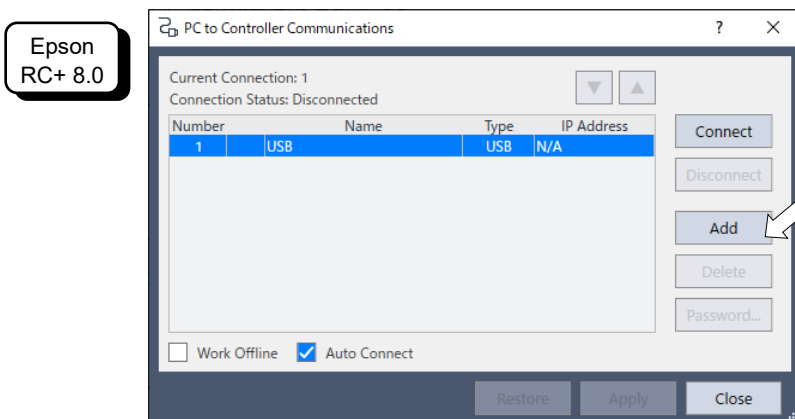 Epson
RC+ 8.0
PC to Controller Communications
Current Connection: 1
Connection Status: Disconnected
Number Name Type IP Address
1 USB USB N/A
Connect
Disconnect
Add
Delete
Password...
Work Offline Auto Connect
Restore Apply Close